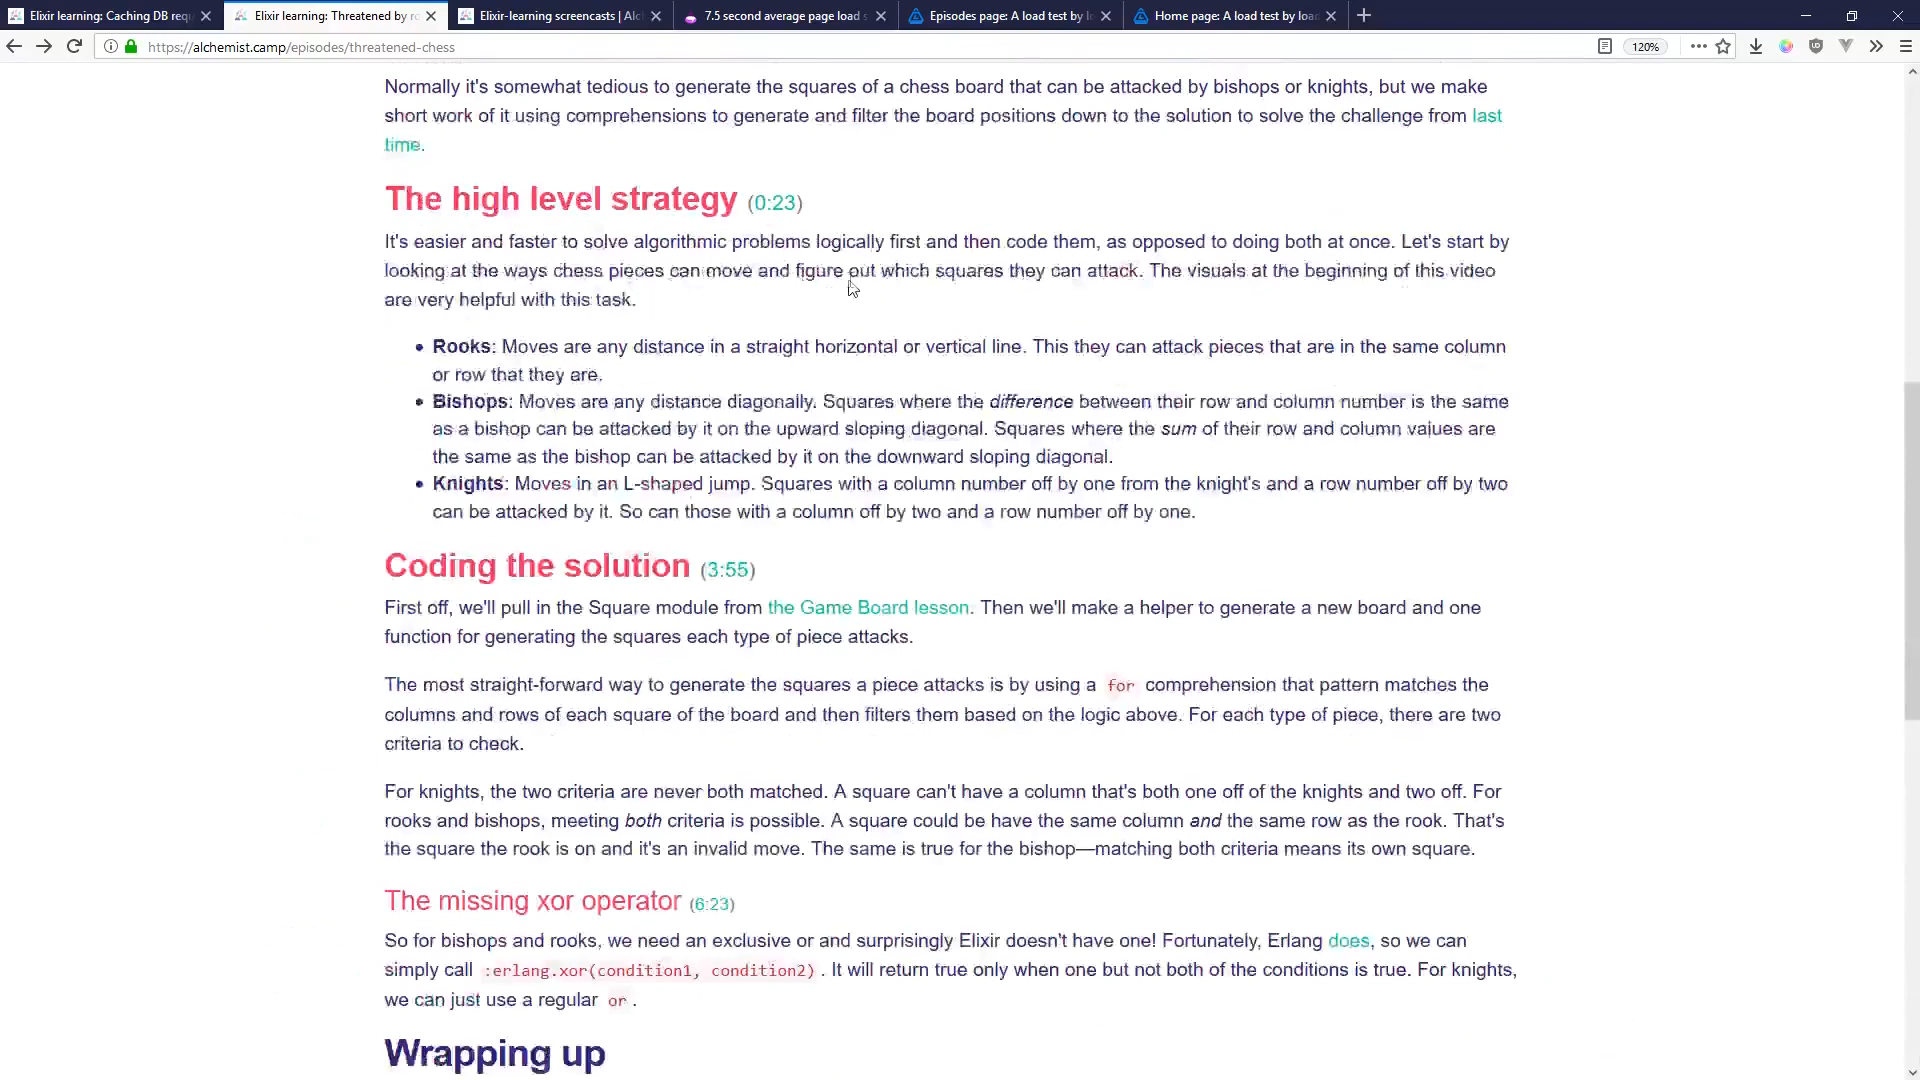 Elixir learning: Caching DB requ
Elixir learning: Threatened by ro
Elixir-learning screencasts | Alch
7.5 second average page load s
Episodes page: A load test by l
Home page: A load test by loa
https://alchemist.camp/episodes/threatened-chess
120%
Normally it's somewhat tedious to generate the squares of a chess board that can be attacked by bishops or knights, but we make
short work of it using comprehensions to generate and filter the board positions down to the solution to solve the challenge from last
time.
The high level strategy (0:23)
It's easier and faster to solve algorithmic problems logically first and then code them, as opposed to doing both at once. Let's start by
looking at the ways chess pieces can move and figure out which squares they can attack. The visuals at the beginning of this video
are very helpful with this task.
• Rooks: Moves are any distance in a straight horizontal or vertical line. This they can attack pieces that are in the same column
or row that they are.
• Bishops: Moves are any distance diagonally. Squares where the difference between their row and column number is the same
as a bishop can be attacked by it on the upward sloping diagonal. Squares where the sum of their row and column values are
the same as the bishop can be attacked by it on the downward sloping diagonal.
• Knights: Moves in an L-shaped jump. Squares with a column number off by one from the knight's and a row number off by two
can be attacked by it. So can those with a column off by two and a row number off by one.
Coding the solution (3:55)
First off, we'll pull in the Square module from the Game Board lesson. Then we'll make a helper to generate a new board and one
function for generating the squares each type of piece attacks.
The most straight-forward way to generate the squares a piece attacks is by using a for comprehension that pattern matches the
columns and rows of each square of the board and then filters them based on the logic above. For each type of piece, there are two
criteria to check.
For knights, the two criteria are never both matched. A square can't have a column that's both one off of the knights and two off. For
rooks and bishops, meeting both criteria is possible. A square could be have the same column and the same row as the rook. That's
the square the rook is on and it's an invalid move. The same is true for the bishop—matching both criteria means its own square.
The missing xor operator (6:23)
So for bishops and rooks, we need an exclusive or and surprisingly Elixir doesn't have one! Fortunately, Erlang does, so we can
simply call :erlang.xor(condition1, condition2) . It will return true only when one but not both of the conditions is true. For knights,
we can just use a regular or .
Wrapping up